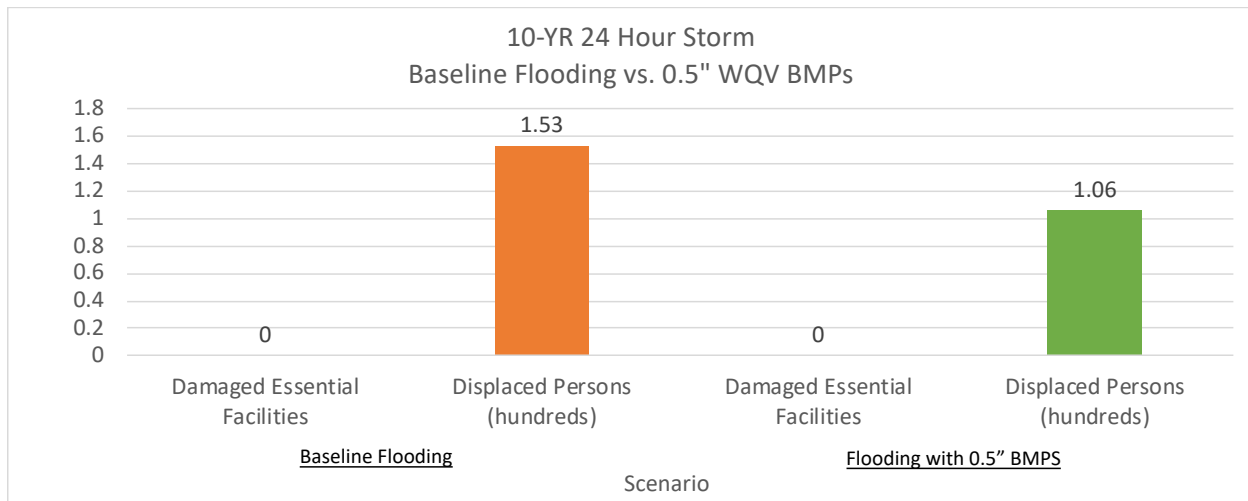 10-YR 24 Hour Storm
Baseline Flooding vs. 0.5" WQV BMPs
1.8
1.6
1.4
1.2
1
0.8
0.6
0.4
0.2
0
0
1.53
0
1.06
Damaged Essential
Facilities
Displaced Persons
(hundreds)
Damaged Essential
Facilities
Displaced Persons
(hundreds)
Baseline Flooding
Flooding with 0.5” BMPS
Scenario